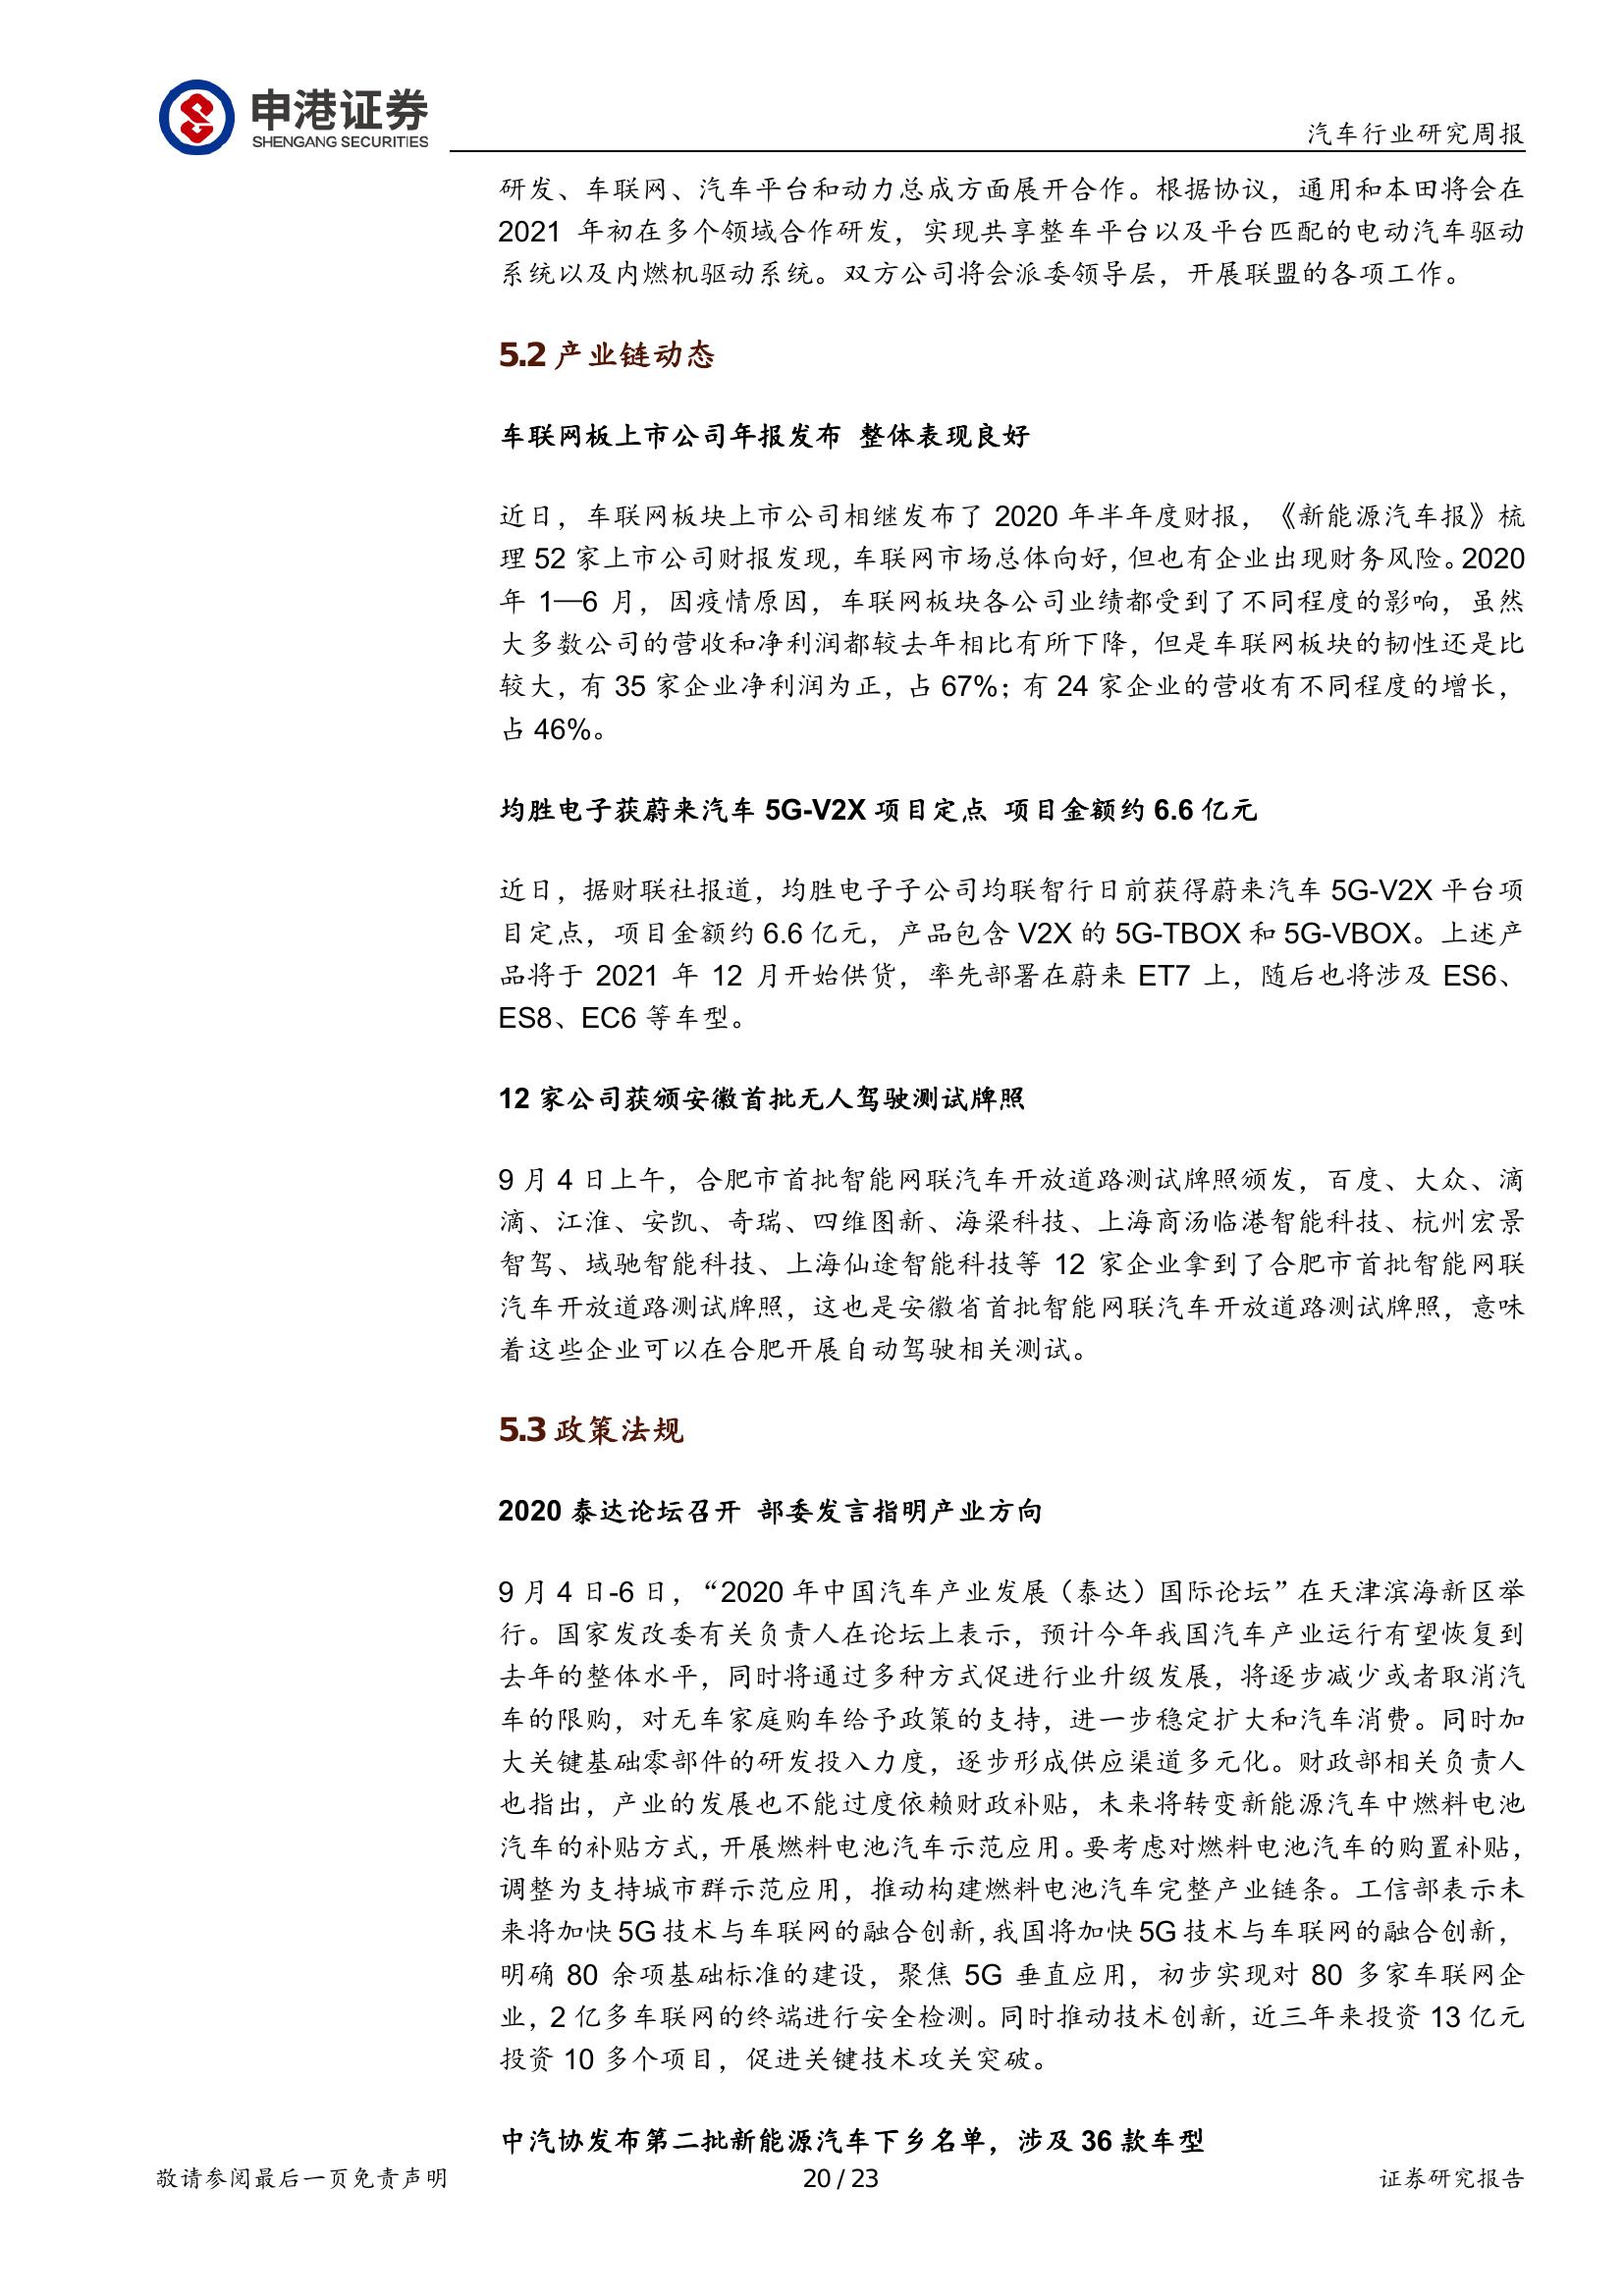 申港证券
SHENGANG SECURITIES
汽车行业研究周报
研发、车联网、汽车平台和动力总成方面展开合作。根据协议，通用和本田将会在
2021 年初在多个领域合作研发，实现共享整车平台以及平台匹配的电动汽车驱动
系统以及内燃机驱动系统。双方公司将会派委领导层，开展联盟的各项工作。
5.2 产业链动态
车联网板上市公司年报发布 整体表现良好
近日，车联网板块上市公司相继发布了 2020 年半年度财报，《新能源汽车报》梳
理 52 家上市公司财报发现，车联网市场总体向好，但也有企业出现财务风险。2020
年 1—6 月，因疫情原因，车联网板块各公司业绩都受到了不同程度的影响，虽然
大多数公司的营收和净利润都较去年相比有所下降，但是车联网板块的韧性还是比
较大，有 35 家企业净利润为正，占 67%；有 24 家企业的营收有不同程度的增长，
占 46%。
均胜电子获蔚来汽车 5G-V2X 项目定点 项目金额约 6.6 亿元
近日，据财联社报道，均胜电子子公司均联智行日前获得蔚来汽车 5G-V2X 平台项
目定点，项目金额约 6.6 亿元，产品包含 V2X 的 5G-TBOX 和 5G-VBOX。上述产
品将于 2021 年 12 月开始供货，率先部署在蔚来 ET7 上，随后也将涉及 ES6、
ES8、EC6 等车型。
12 家公司获颁安徽首批无人驾驶测试牌照
9 月 4 日上午，合肥市首批智能网联汽车开放道路测试牌照颁发，百度、大众、滴
滴、江淮、安凯、奇瑞、四维图新、海梁科技、上海商汤临港智能科技、杭州宏景
智驾、域驰智能科技、上海仙途智能科技等 12 家企业拿到了合肥市首批智能网联
汽车开放道路测试牌照，这也是安徽省首批智能网联汽车开放道路测试牌照，意味
着这些企业可以在合肥开展自动驾驶相关测试。
5.3 政策法规
2020 泰达论坛召开 部委发言指明产业方向
9 月 4 日-6 日，“2020 年中国汽车产业发展（泰达）国际论坛”在天津滨海新区举
行。国家发改委有关负责人在论坛上表示，预计今年我国汽车产业运行有望恢复到
去年的整体水平，同时将通过多种方式促进行业升级发展，将逐步减少或者取消汽
车的限购，对无车家庭购车给予政策的支持，进一步稳定扩大和汽车消费。同时加
大关键基础零部件的研发投入力度，逐步形成供应渠道多元化。财政部相关负责人
也指出，产业的发展也不能过度依赖财政补贴，未来将转变新能源汽车中燃料电池
汽车的补贴方式，开展燃料电池汽车示范应用。要考虑对燃料电池汽车的购置补贴，
调整为支持城市群示范应用，推动构建燃料电池汽车完整产业链条。工信部表示未
来将加快 5G 技术与车联网的融合创新，我国将加快 5G 技术与车联网的融合创新，
明确 80 余项基础标准的建设，聚焦 5G 垂直应用，初步实现对 80 多家车联网企
业，2 亿多车联网的终端进行安全检测。同时推动技术创新，近三年来投资 13 亿元
投资 10 多个项目，促进关键技术攻关突破。
中汽协发布第二批新能源汽车下乡名单，涉及 36 款车型
敬请参阅最后一页免责声明
20 / 23
证券研究报告